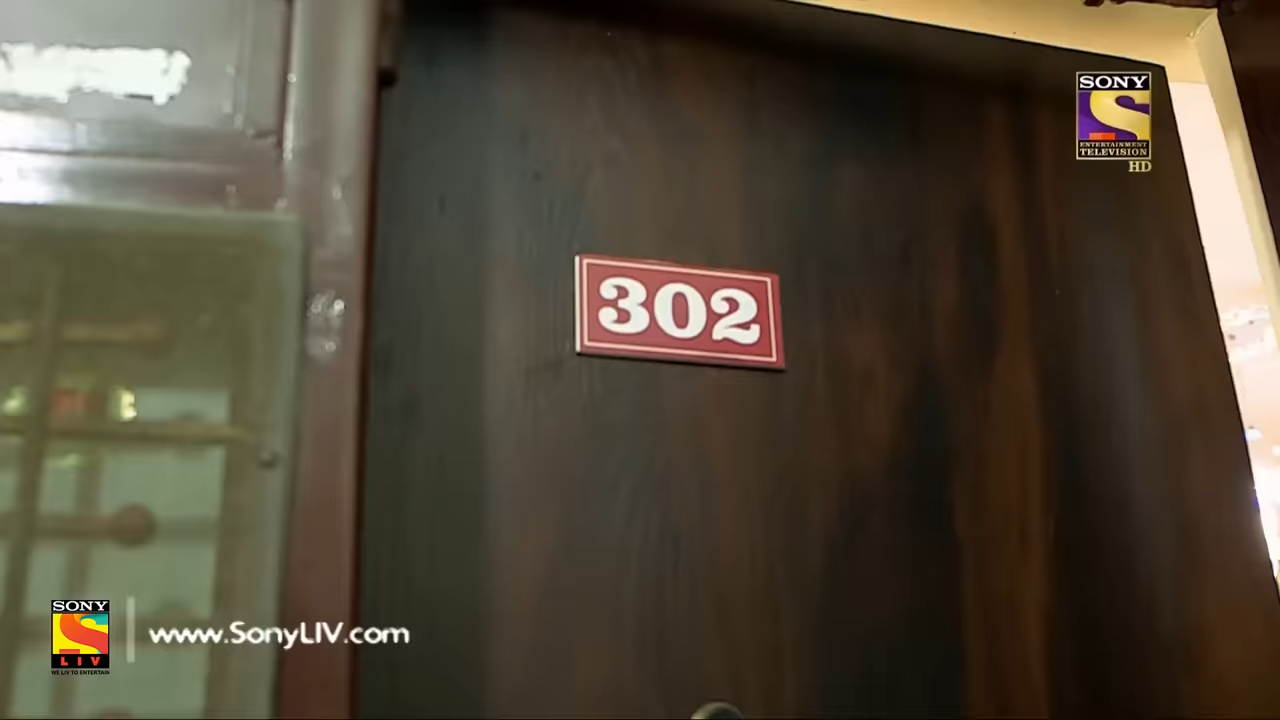 SONY
ENTERTAINMENT
TELEVISION
HD
302
SONY
LIV
WE LIV TO ENTERTAIN
www.SonyLIV.com